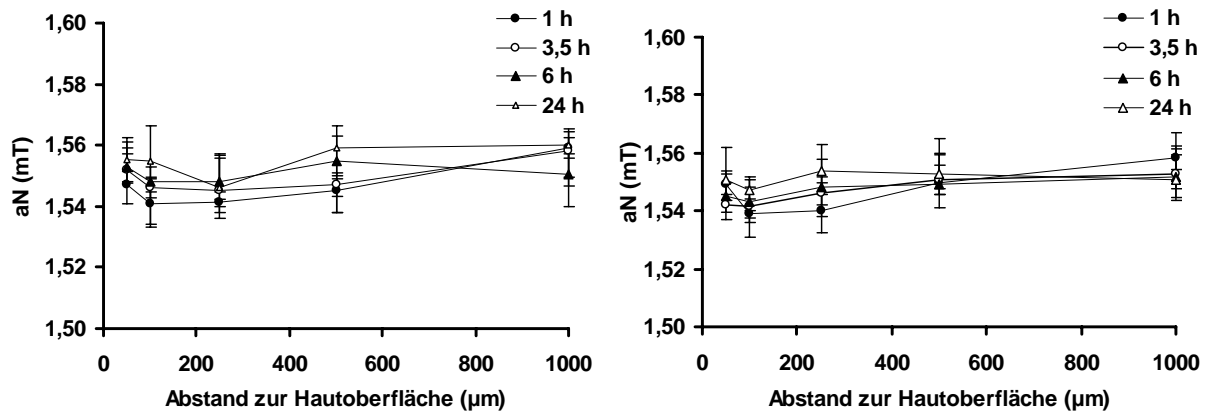 1,60
1,58
1,56
1,54
1,52
1,50
aN (mT)
0 200 400 600 800 1000
Abstand zur Hautoberfläche (µm)
1 h
3,5 h
6 h
24 h
1,60
1,58
1,56
1,54
1,52
1,50
aN (mT)
0 200 400 600 800 1000
Abstand zur Hautoberfläche (µm)
1 h
3,5 h
6 h
24 h